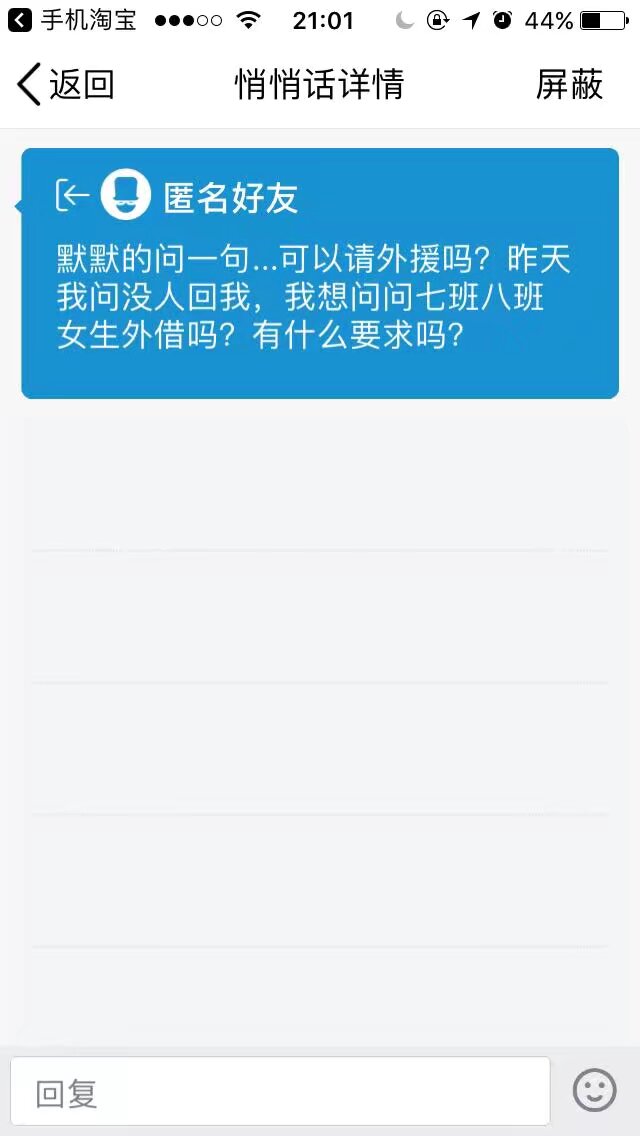 手机淘宝 21:01 44%
返回 悄悄话详情 屏蔽
匿名好友
默默的问一句...可以请外援吗？昨天
我问没人回我，我想问问七班八班
女生外借吗？有什么要求吗？
回复